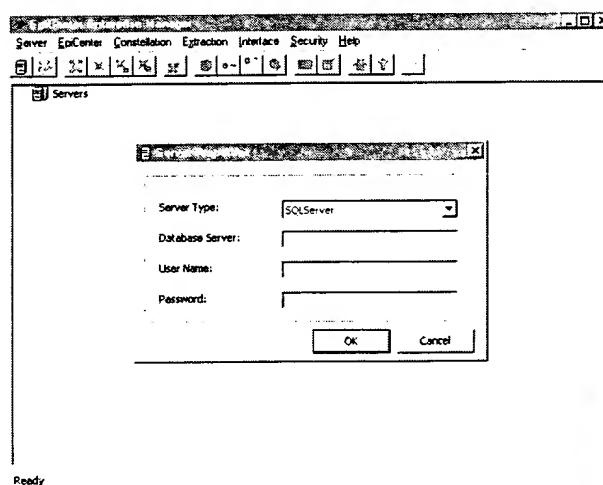 Server EpiCenter Constellation Extraction Interface Security Help
Servers
Server Type: SQLServer
Database Server:
User Name:
Password:
OK Cancel
Ready